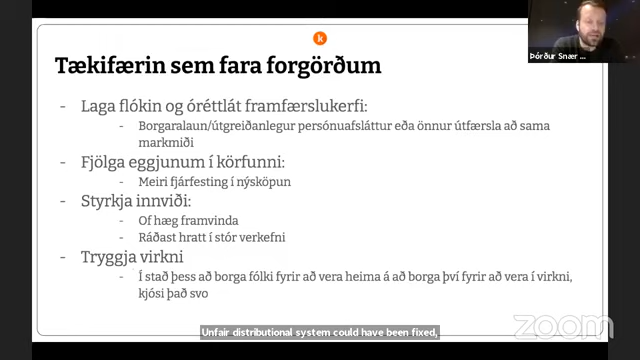 k
Þórður Snær ...
Tækifærin sem fara forgörðum
- Laga flókin og óréttlát framfærslukerfi:
- Borgaralaun/útgreiðanlegur persónuafsláttur eða önnur útfærsla að sama
markmiði
- Fjölga eggjunum í körfunni:
- Meiri fjárfesting í nýsköpun
- Styrkja innviði:
- Of hæg framvinda
- Ráðast hratt í stór verkefni
- Tryggja virkni
- Í stað þess að borga fólki fyrir að vera heima á að borga því fyrir að vera í virkni,
kjósi það svo
Unfair distributional system could have been fixed,
zoom